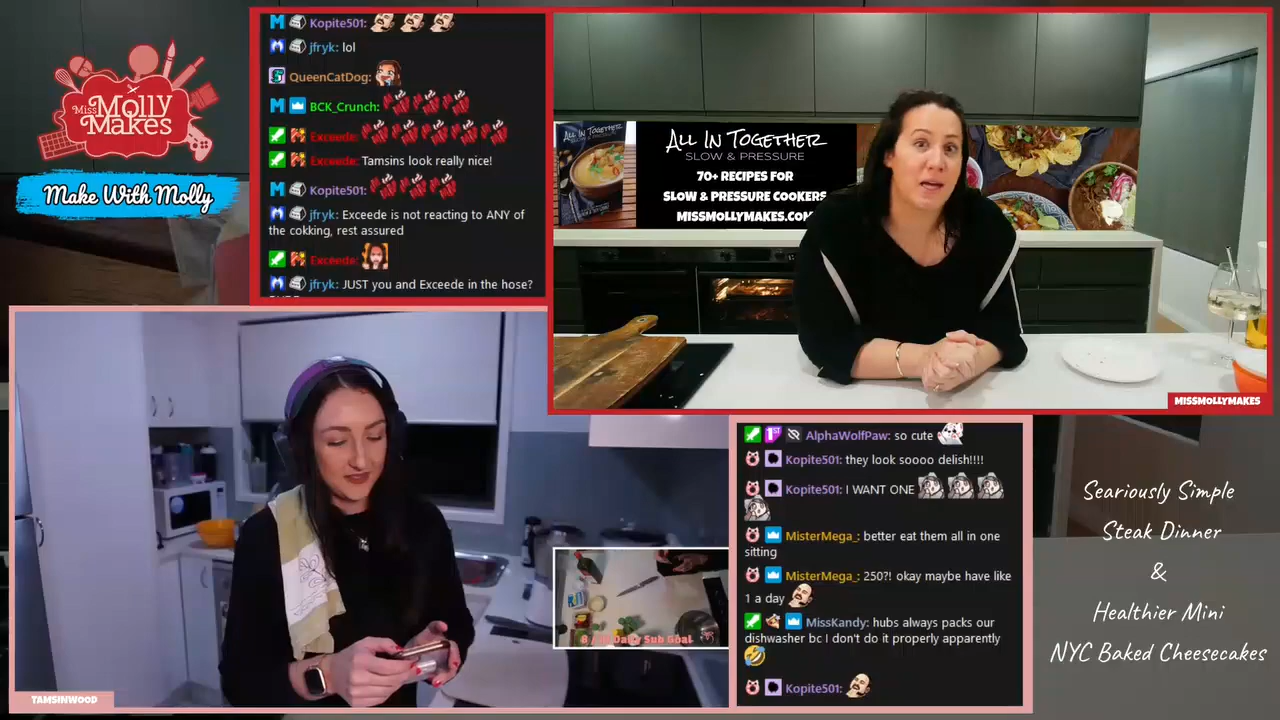 Miss
Molly
Makes
Make With Molly
Kopite501:
jfryk: lol
QueenCatDog:
BCK_Crunch:
Exceede:
Exceede: Tamsins look really nice!
Kopite501:
jfryk: Exceede is not reacting to ANY of
the cokking, rest assured
Exceede:
jfryk: JUST you and Exceede in the hose?
ALL IN TOGETHER
ALL IN TOGETHER
SLOW & PRESSURE
70+ RECIPES FOR
SLOW & PRESSURE COOKERS
MISSMOLLYMAKES.COM
MISSMOLLYMAKES
TAMSINWOOD
Daily Sub Goal
1ST
AlphaWolfPaw: so cute
Kopite501: they look soooo delish!!!!
Kopite501: I WANT ONE
MisterMega_: better eat them all in one
sitting
MisterMega_: 250?! okay maybe have like
1 a day
MissKandy: hubs always packs our
dishwasher bc I don't do it properly apparently
Kopite501:
Seariously Simple
Steak Dinner
&
Healthier Mini
NYC Baked Cheesecakes